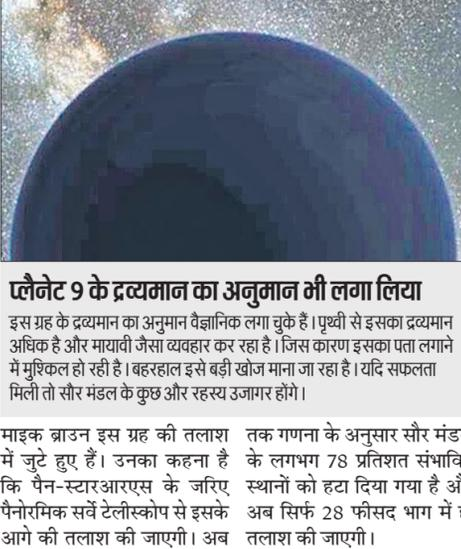 प्लैनेट 9 के द्रव्यमान का अनुमान भी लगा लिया
इस ग्रह के द्रव्यमान का अनुमान वैज्ञानिक लगा चुके हैं। पृथ्वी से इसका द्रव्यमान
अधिक है और मायावी जैसा व्यवहार कर रहा है। जिस कारण इसका पता लगाने
में मुश्किल हो रही है। बहरहाल इसे बड़ी खोज माना जा रहा है। यदि सफलता
मिली तो सौर मंडल के कुछ और रहस्य उजागर होंगे।
माइक ब्राउन इस ग्रह की तलाश
में जुटे हुए हैं। उनका कहना है
कि पैन-स्टारआरएस के जरिए
पैनोरमिक सर्वे टेलीस्कोप से इसके
आगे की तलाश की जाएगी। अब
तक गणना के अनुसार सौर
के लगभग 78 प्रतिशत
स्थानों को हटा दिया गया है
अब सिर्फ 28 फीसद भाग में
तलाश की जाएगी।